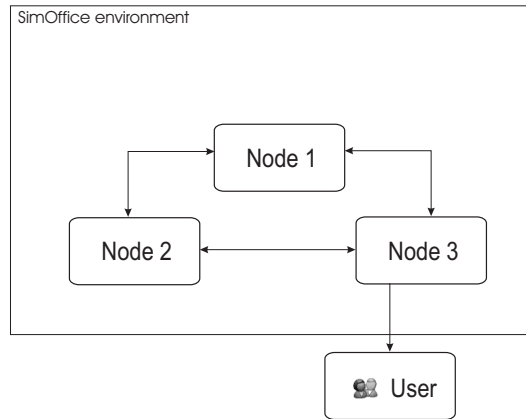 SimOffice environment
Node 1
Node 2
Node 3
User